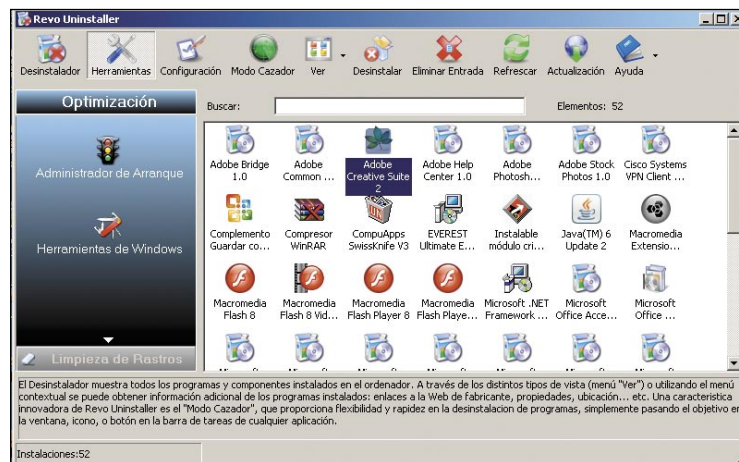 Revo Uninstaller
Desinstalador Herramientas Configuración Modo Cazador Ver Desinstalar Eliminar Entrada Refrescar Actualización Ayuda
Optimización
Buscar: Elementos: 52
Administrador de Arranque
Herramientas de Windows
Limpieza de Rastros
Adobe Bridge 1.0
Adobe Common ...
Adobe Creative Suite 2
Adobe Help Center 1.0
Adobe Photosh...
Adobe Stock Photos 1.0
Cisco Systems VPN Client ...
Complemento Guardar co...
Compresor WinRAR
CompuApps SwissKnife V3
EVEREST Ultimate E...
Instalable módulo cri...
Java(TM) 6 Update 2
Macromedia Extensio...
Macromedia Flash 8
Macromedia Flash 8 Vid...
Macromedia Flash Player 8
Macromedia Flash Playe...
Microsoft .NET Framework ...
Microsoft Office Acce...
Microsoft Office ...
El Desinstalador muestra todos los programas y componentes instalados en el ordenador. A través de los distintos tipos de vista (menú "Ver") o utilizando el menú
contextual se puede obtener información adicional de los programas instalados: enlaces a la Web de fabricante, propiedades, ubicación... etc. Una caracteristica
innovadora de Revo Uninstaller es el "Modo Cazador", que proporciona flexibilidad y rapidez en la desinstalacion de programas, simplemente pasando el objetivo en
la ventana, icono, o botón en la barra de tareas de cualquier aplicación.
Instalaciones:52